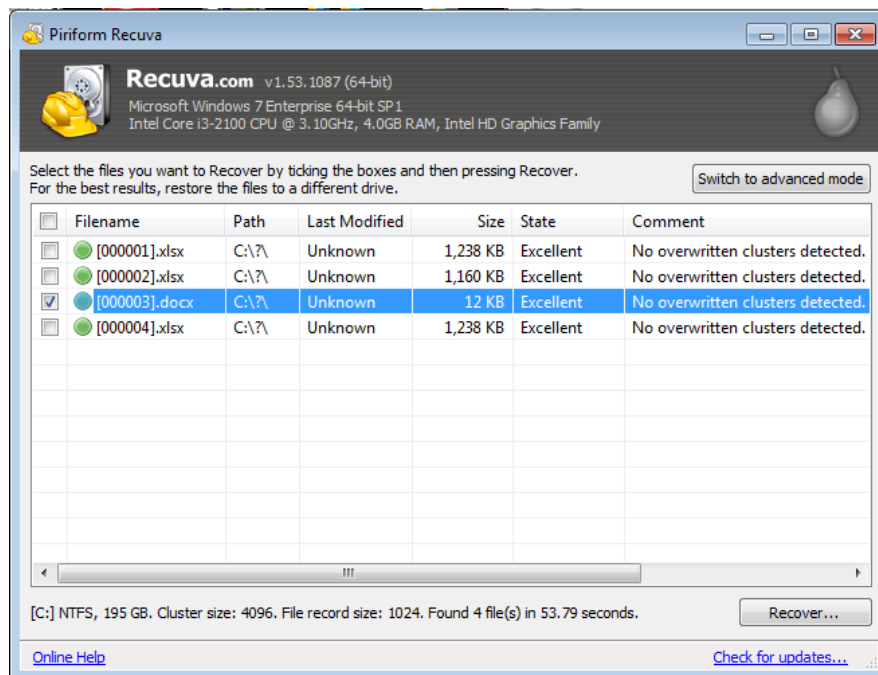 Piriform Recuva
Recuva.com v1.53.1087 (64-bit)
Microsoft Windows 7 Enterprise 64-bit SP1
Intel Core i3-2100 CPU @ 3.10GHz, 4.0GB RAM, Intel HD Graphics Family
Select the files you want to Recover by ticking the boxes and then pressing Recover.
For the best results, restore the files to a different drive.
Switch to advanced mode
Filename Path Last Modified Size State Comment
[000001].xlsx C:\?\ Unknown 1,238 KB Excellent No overwritten clusters detected.
[000002].xlsx C:\?\ Unknown 1,160 KB Excellent No overwritten clusters detected.
[000003].docx C:\?\ Unknown 12 KB Excellent No overwritten clusters detected.
[000004].xlsx C:\?\ Unknown 1,238 KB Excellent No overwritten clusters detected.
[C:] NTFS, 195 GB. Cluster size: 4096. File record size: 1024. Found 4 file(s) in 53.79 seconds.
Recover...
Online Help
Check for updates...